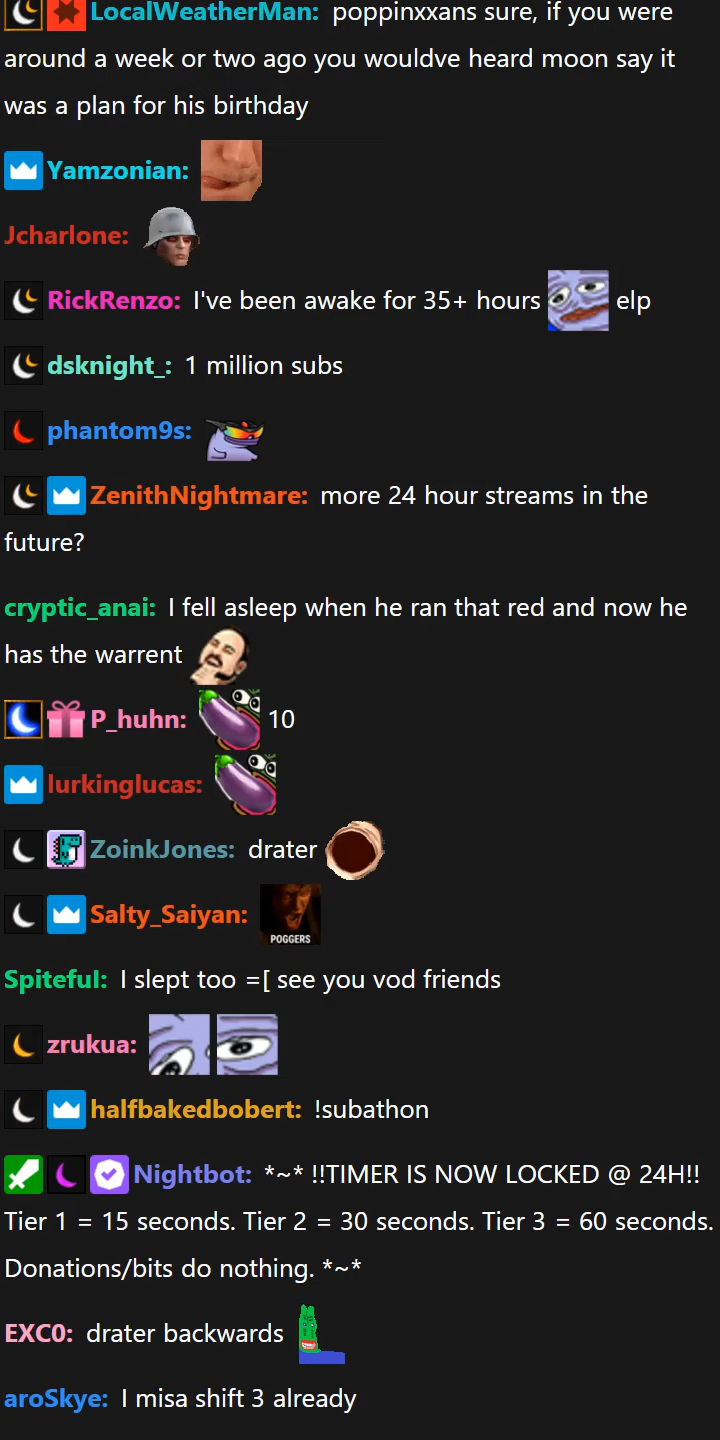 LocalWeatherMan: poppinxxans sure, if you were
around a week or two ago you wouldve heard moon say it
was a plan for his birthday
Yamzonian:
Jcharlone:
RickRenzo: I've been awake for 35+ hours elp
dsknight_: 1 million subs
phantom9s:
ZenithNightmare: more 24 hour streams in the
future?
cryptic_anai: I fell asleep when he ran that red and now he
has the warrent
P_huhn: 10
lurkinglucas:
ZoinkJones: drater
Salty_Saiyan: POGGERS
Spiteful: I slept too =[ see you vod friends
zrukua:
halfbakedbobert: !subathon
Nightbot: *~* !!TIMER IS NOW LOCKED @ 24H!!
Tier 1 = 15 seconds. Tier 2 = 30 seconds. Tier 3 = 60 seconds.
Donations/bits do nothing. *~*
EXC0: drater backwards
aroSkye: I misa shift 3 already